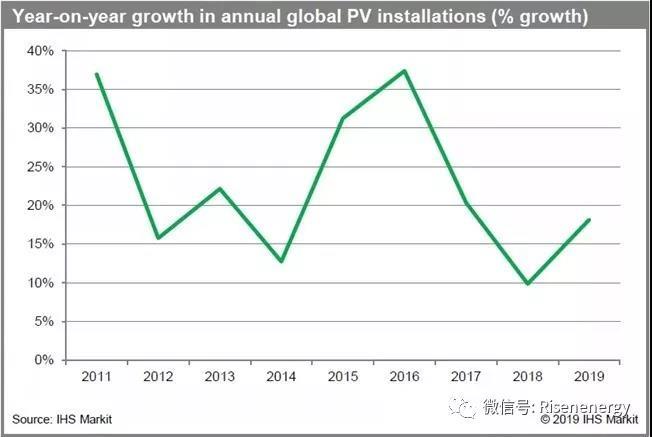 Year-on-year growth in annual global PV installations (% growth)
40%
35%
30%
25%
20%
15%
10%
5%
0%
2011 2012 2013 2014 2015 2016 2017 2018 2019
Source: IHS Markit
© 2019 IHS Markit
微信号: Risenenergy